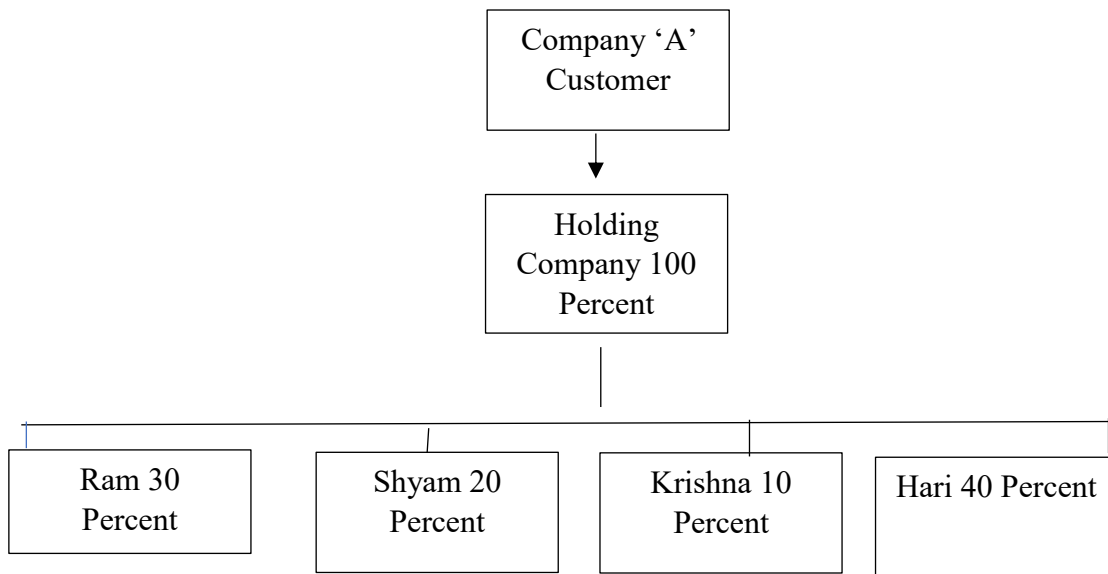 Company ‘A’
Customer
Holding
Company 100
Percent
Ram 30
Percent
Shyam 20
Percent
Krishna 10
Percent
Hari 40 Percent